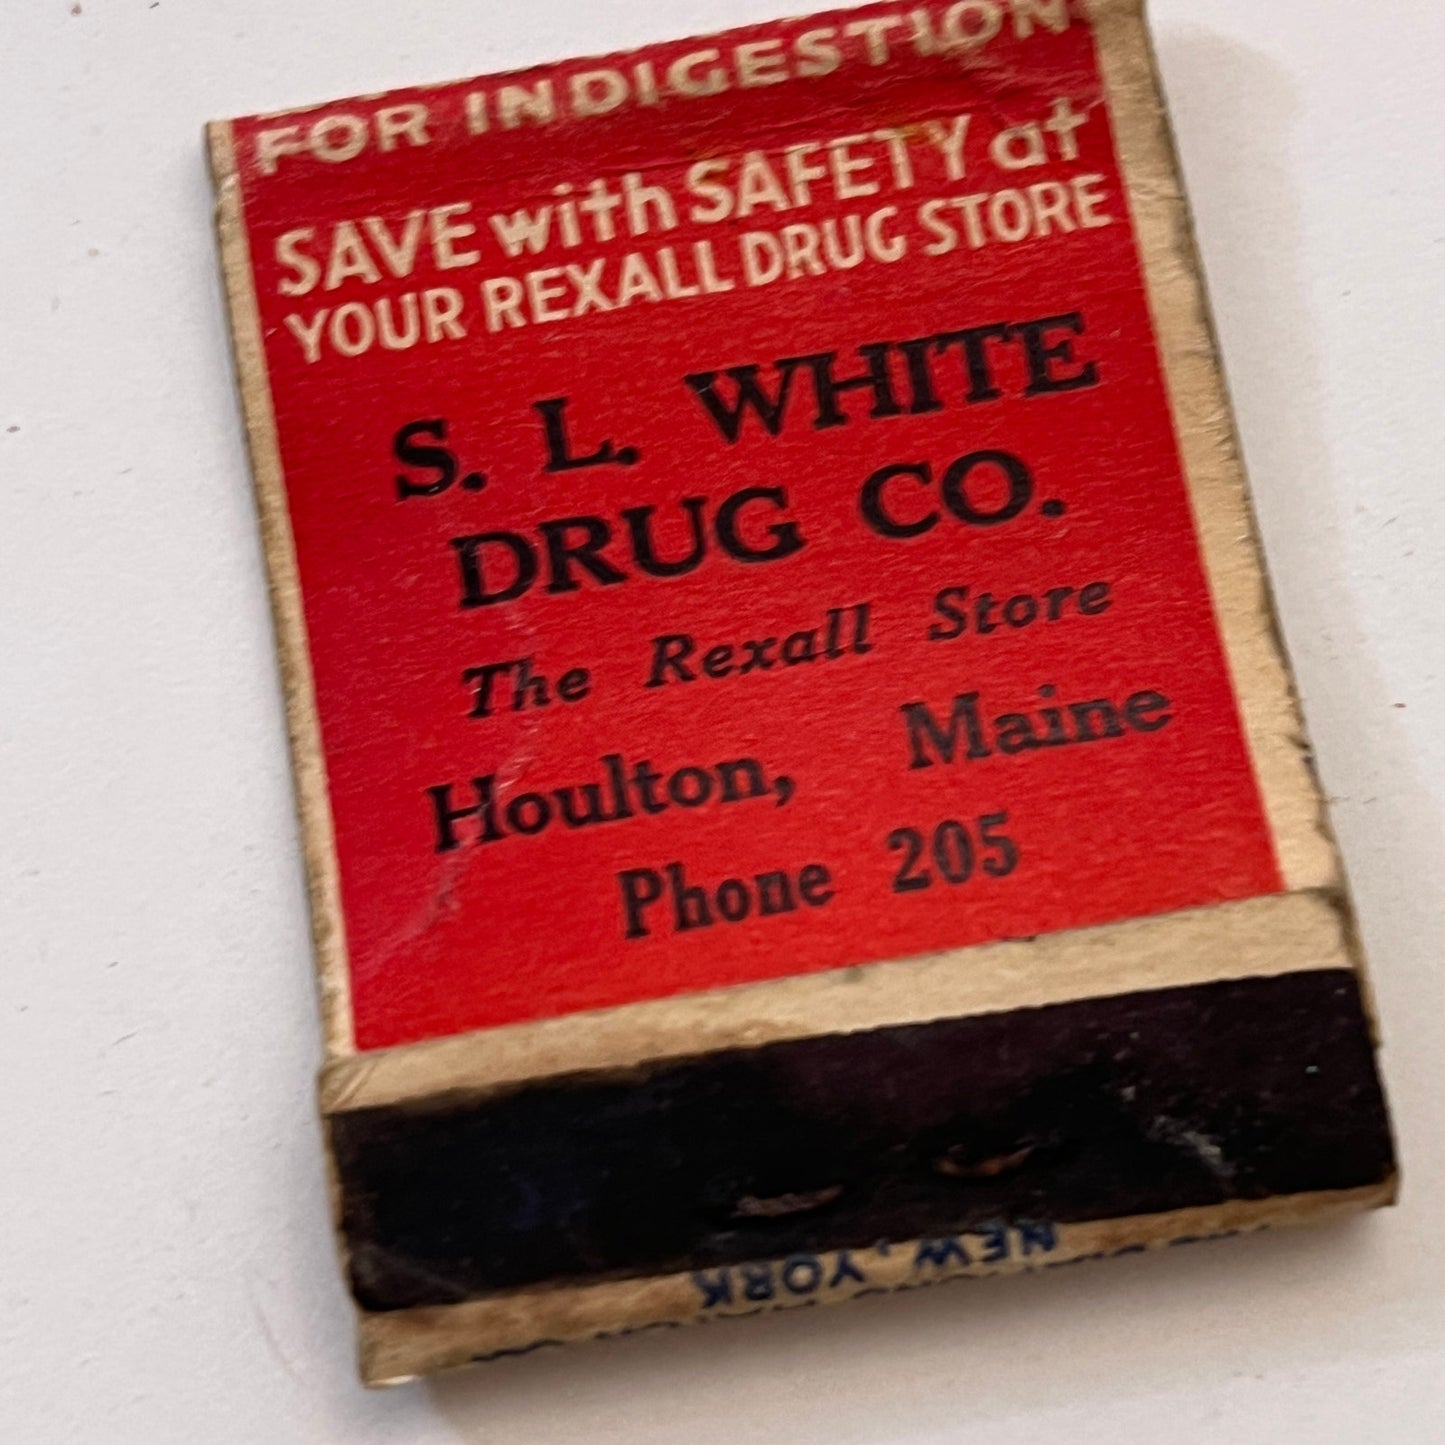 FOR INDIGESTION
SAVE with SAFETY at
YOUR REXALL DRUG STORE
S. L. WHITE
DRUG CO.
The Rexall Store
Houlton, Maine
Phone 205
NEW YORK